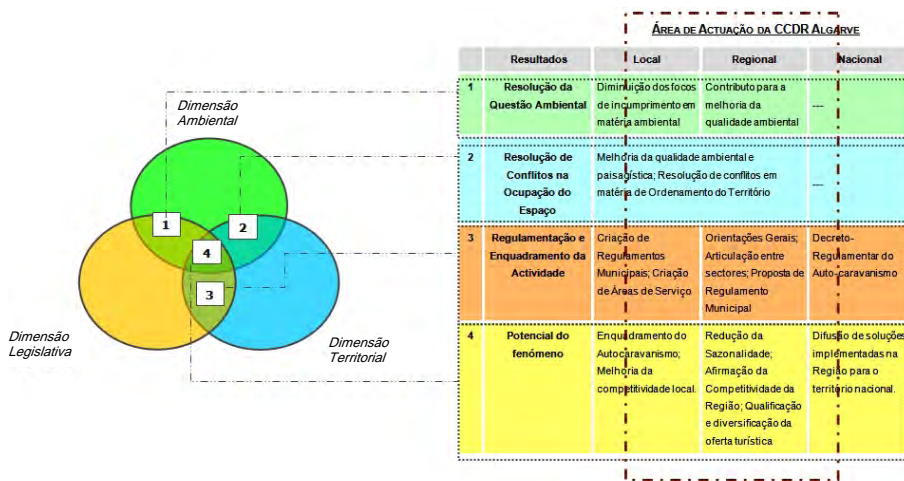 ÁREA DE ACTUAÇÃO DA CCDR ALGARVE
Resultados Local Regional Nacional
1
Resolução da
Questão Ambiental
Diminuição dos focos
de incumprimento em
matéria ambiental
Contributo para a
melhoria da
qualidade ambiental
---
2
Resolução de
Conflitos na
Ocupação do
Espaço
Melhoria da qualidade ambiental e
paisagística; Resolução de conflitos em
matéria de Ordenamento do Território
---
3
Regulamentação e
Enquadramento da
Actividade
Criação de
Regulamentos
Municipais; Criação
de Áreas de Serviço
Orientações Gerais;
Articulação entre
sectores; Proposta de
Regulamento
Municipal
Decreto-
Regulamentar do
Auto-caravanismo
4
Potencial do
fenómeno
Enquadramento do
Autocaravanismo;
Melhoria da
competitividade local.
Redução da
Sazonalidade;
Afirmação da
Competitividade da
Região; Qualificação
e diversificação da
oferta turística
Difusão de soluções
implementadas na
Região para o
território nacional.
Dimensão
Ambiental
1
2
4
3
Dimensão
Legislativa
Dimensão
Territorial